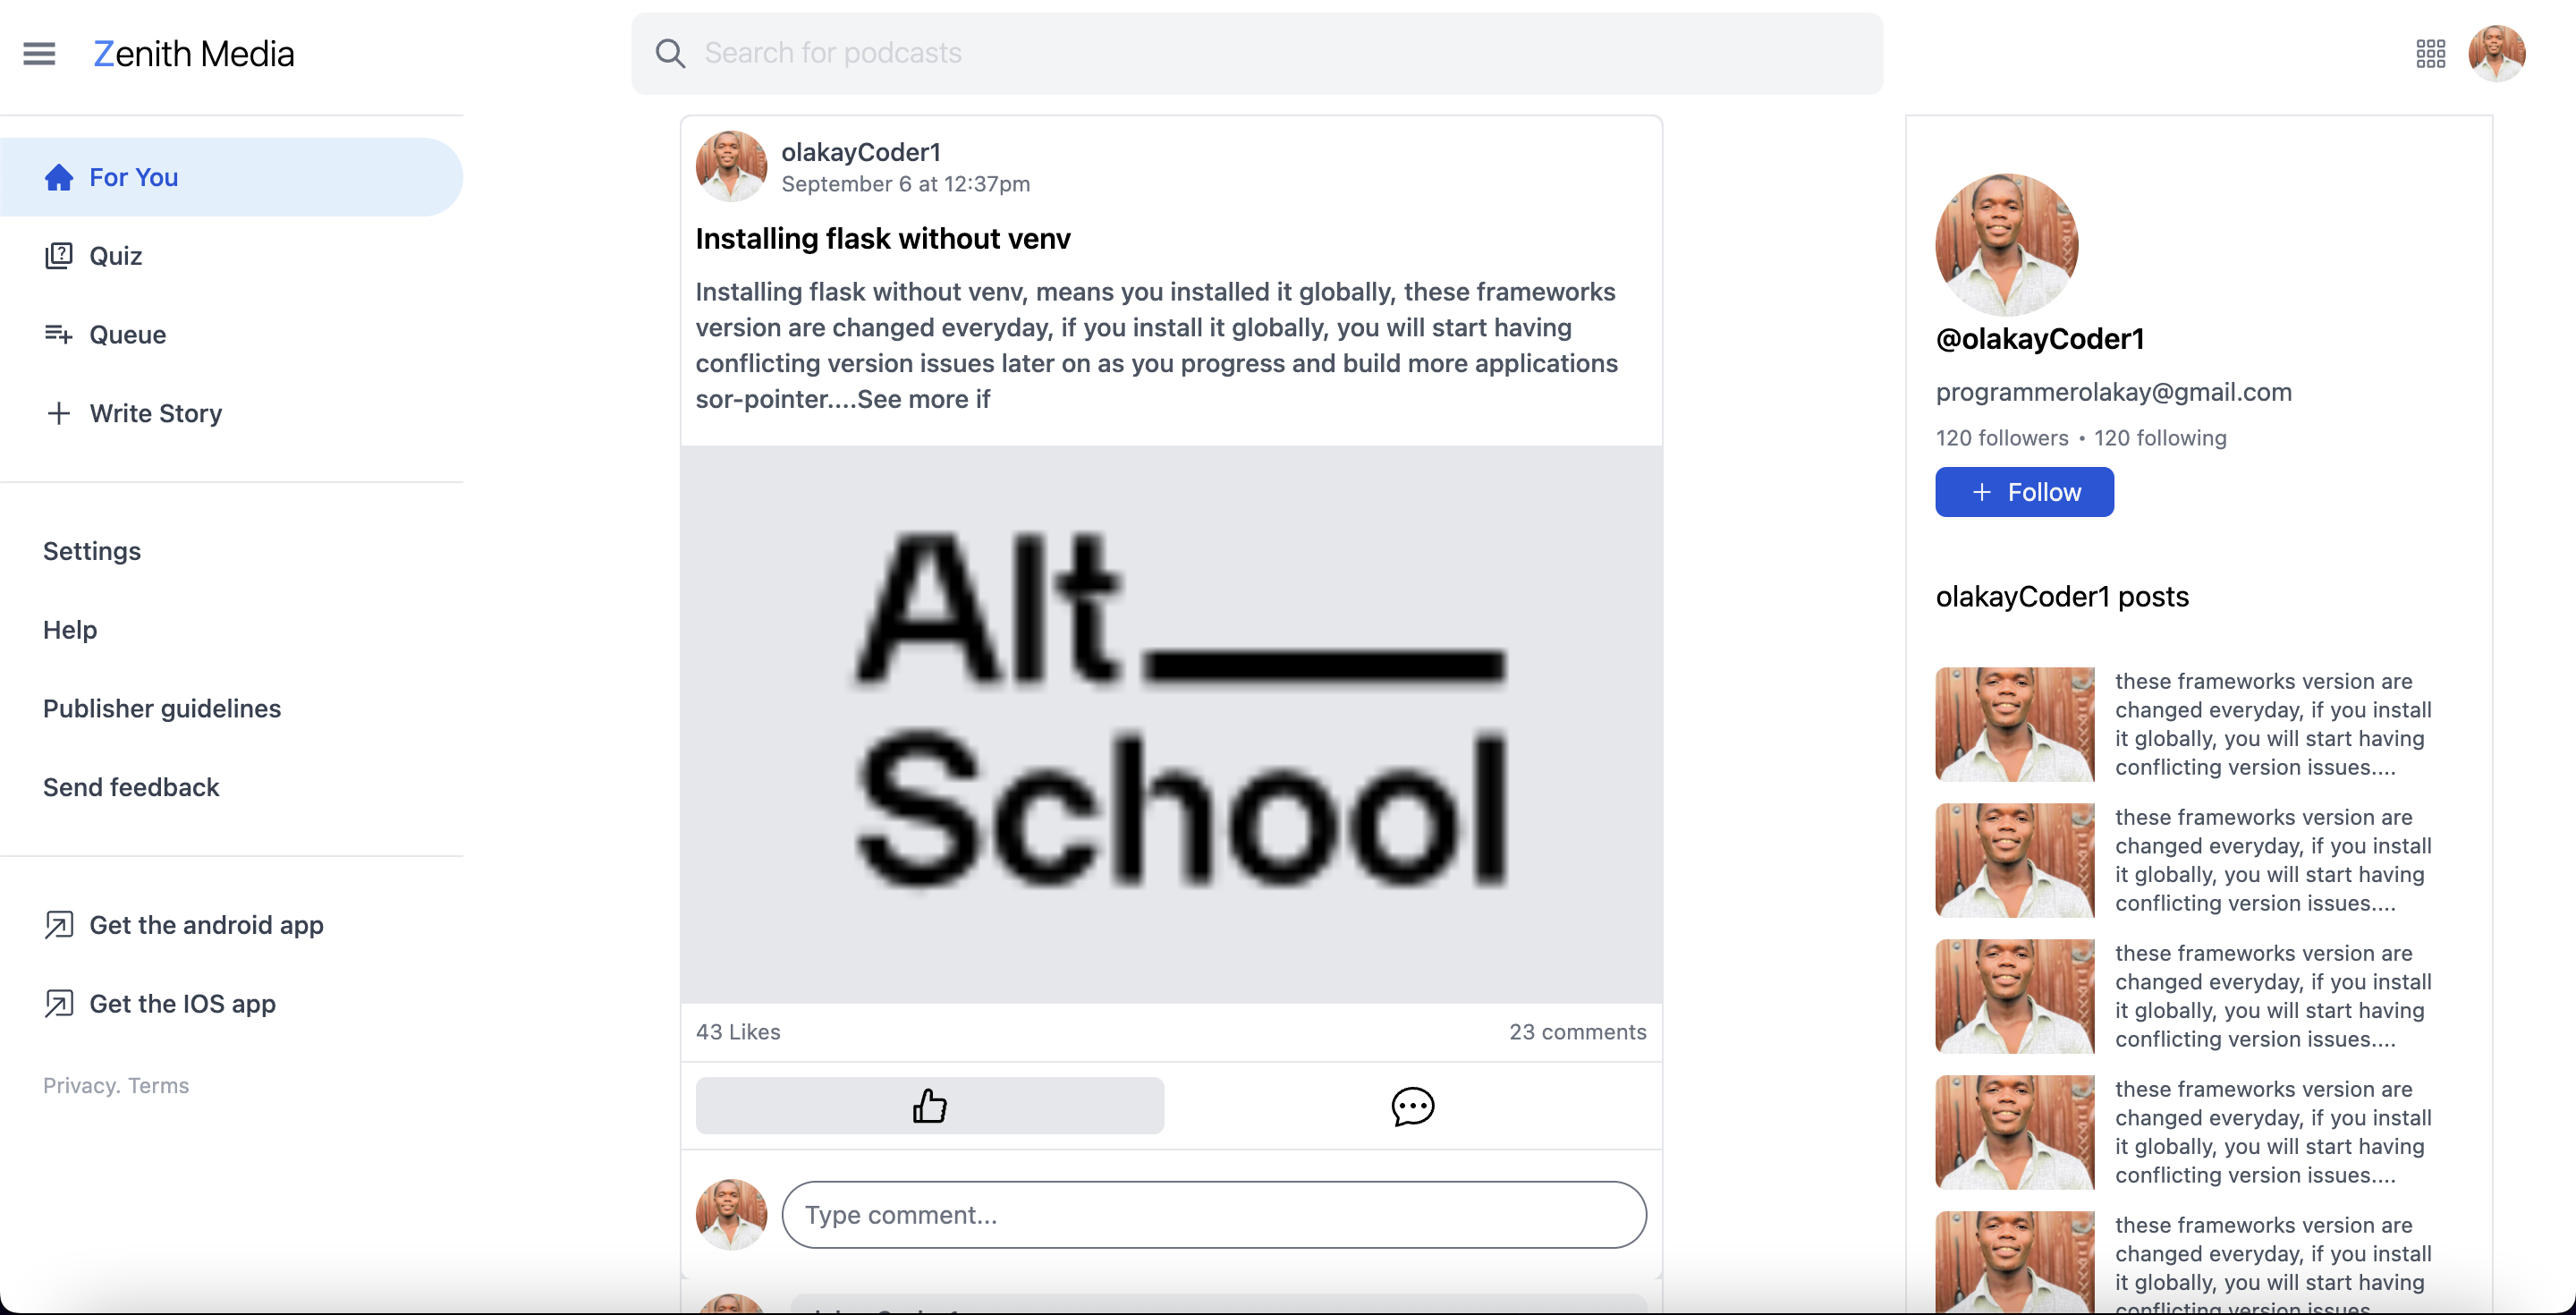 Zenith Media
Search for podcasts
For You
Quiz
Queue
Write Story
Settings
Help
Publisher guidelines
Send feedback
Get the android app
Get the IOS app
Privacy. Terms
olakayCoder1
September 6 at 12:37pm
Installing flask without venv
Installing flask without venv, means you installed it globally, these frameworks
version are changed everyday, if you install it globally, you will start having
conflicting version issues later on as you progress and build more applications
sor-pointer....See more if
Alt
School
43 Likes
23 comments
Type comment...
@olakayCoder1
programmerolakay@gmail.com
120 followers • 120 following
+ Follow
olakayCoder1 posts
these frameworks version are
changed everyday, if you install
it globally, you will start having
conflicting version issues....
these frameworks version are
changed everyday, if you install
it globally, you will start having
conflicting version issues....
these frameworks version are
changed everyday, if you install
it globally, you will start having
conflicting version issues....
these frameworks version are
changed everyday, if you install
it globally, you will start having
conflicting version issues....
these frameworks version are
changed everyday, if you install
it globally, you will start having
conflicting version issues